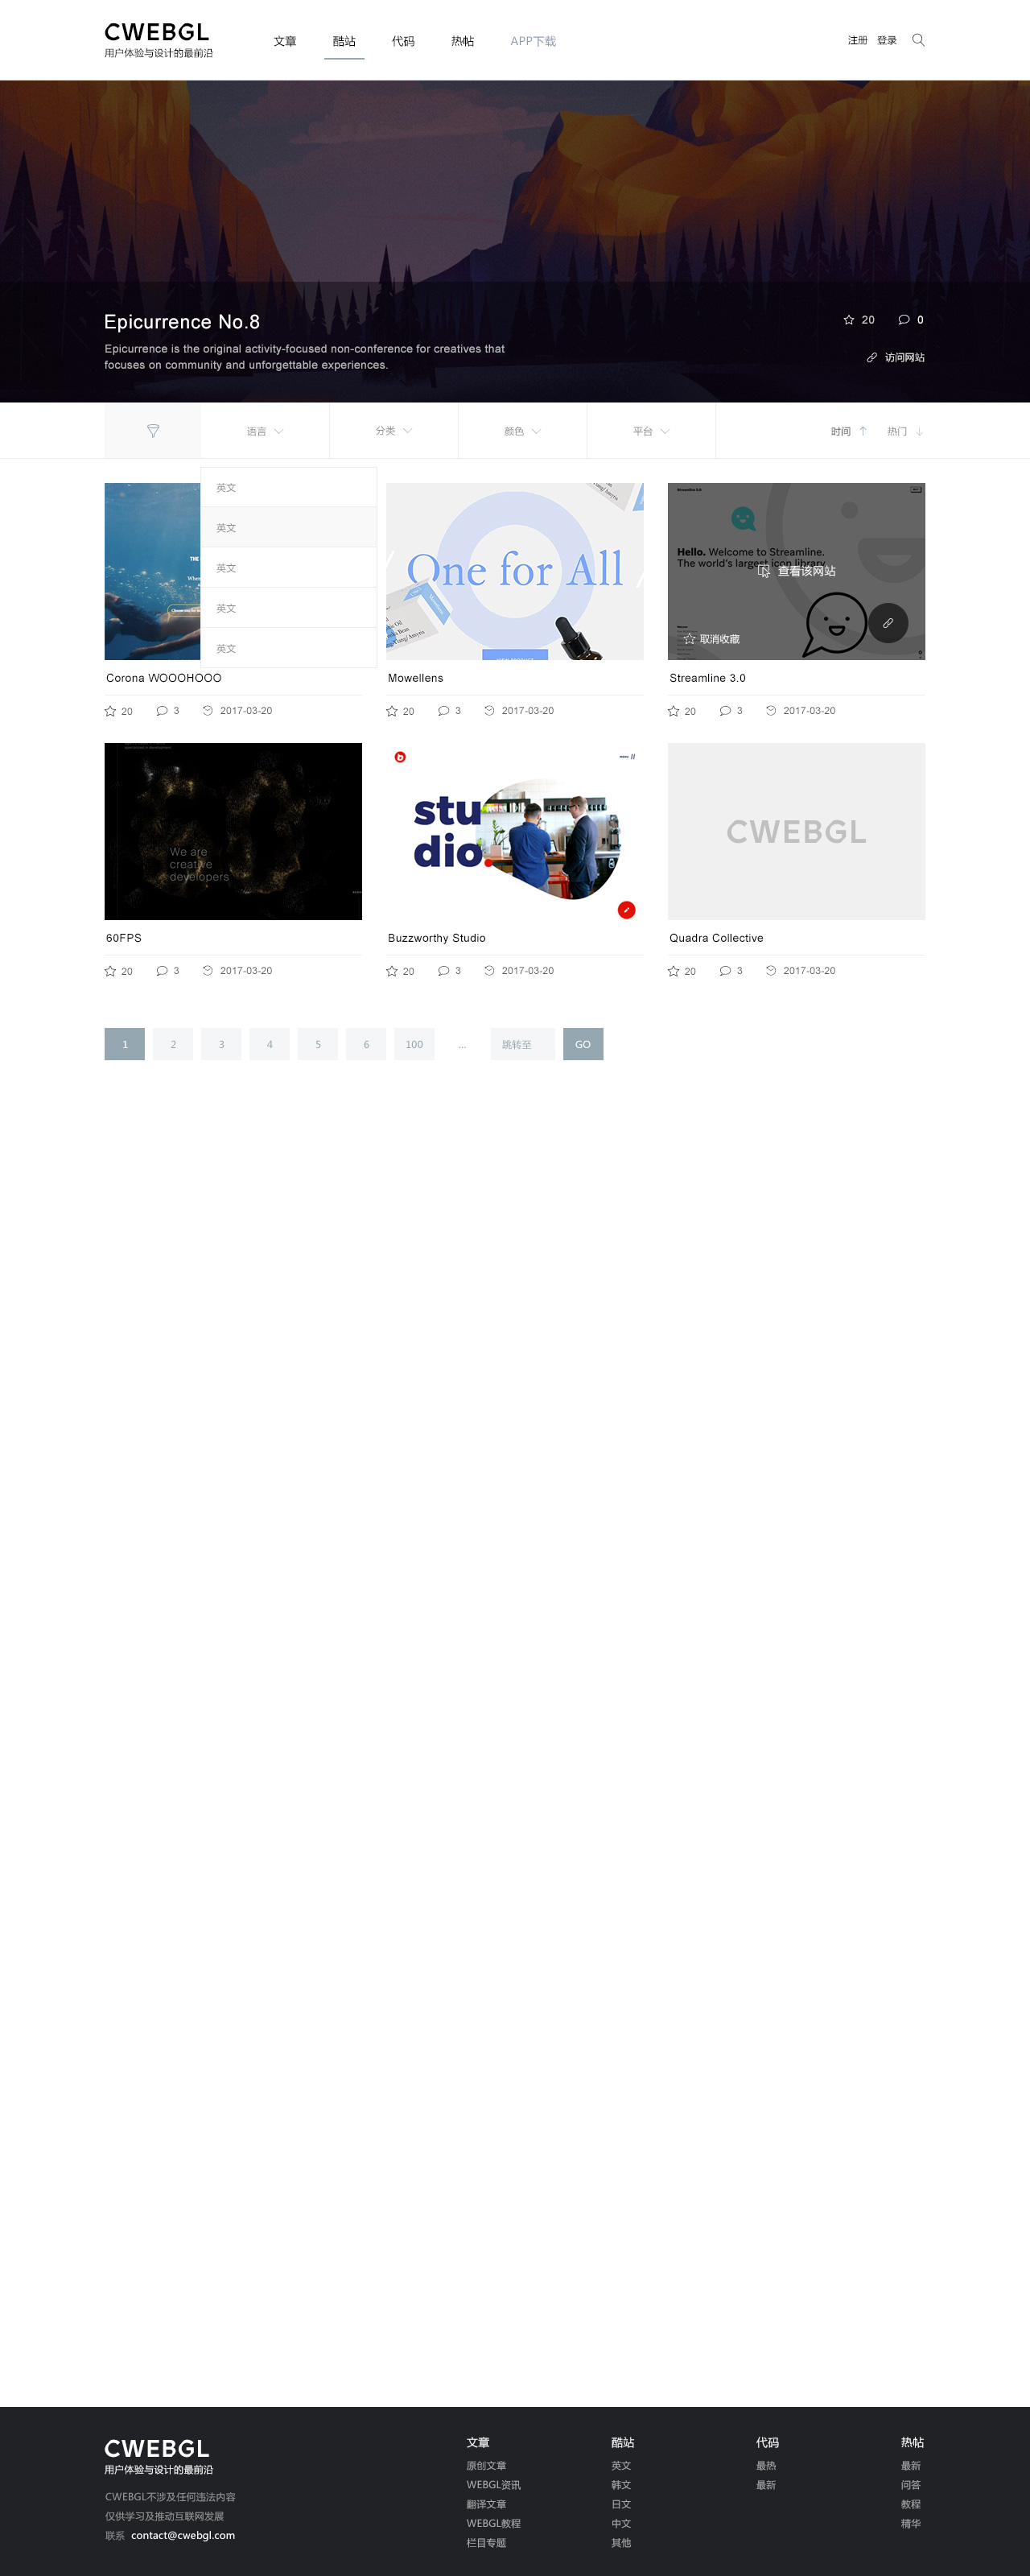 CWEBGL
用户体验与设计的最前沿
文章 酷站 代码 热帖 APP下载
注册 登录
Epicurrence No.8
20 0
Epicurrence is the original activity-focused non-conference for creatives that
focuses on community and unforgettable experiences.
访问网站
语言 分类 颜色 平台 时间 热门
英文
英文
英文
英文
英文
One for All
Hello. Welcome to Streamline.
The world's largest icon library
查看该网站
取消收藏
Corona WOOOHOOO
20 3 2017-03-20
Mowellens
20 3 2017-03-20
Streamline 3.0
20 3 2017-03-20
We are
creative
developers
stu
dio.
CWEBGL
60FPS
20 3 2017-03-20
Buzzworthy Studio
20 3 2017-03-20
Quadra Collective
20 3 2017-03-20
1 2 3 4 5 6 100 ... 跳转至 GO
CWEBGL
用户体验与设计的最前沿
CWEBGL不涉及任何违法内容
仅供学习及推动互联网发展
联系 contact@cwebgl.com
文章
原创文章
WEBGL资讯
翻译文章
WEBGL教程
栏目专题
酷站
英文
韩文
日文
中文
其他
代码
最热
最新
热帖
最新
问答
教程
精华